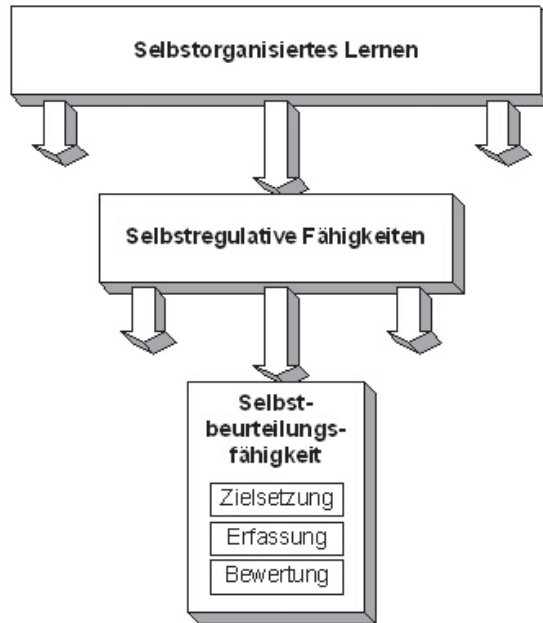 Selbstorganisiertes Lernen
Selbstregulative Fähigkeiten
Selbst-
beurteilungs-
fähigkeit
Zielsetzung
Erfassung
Bewertung